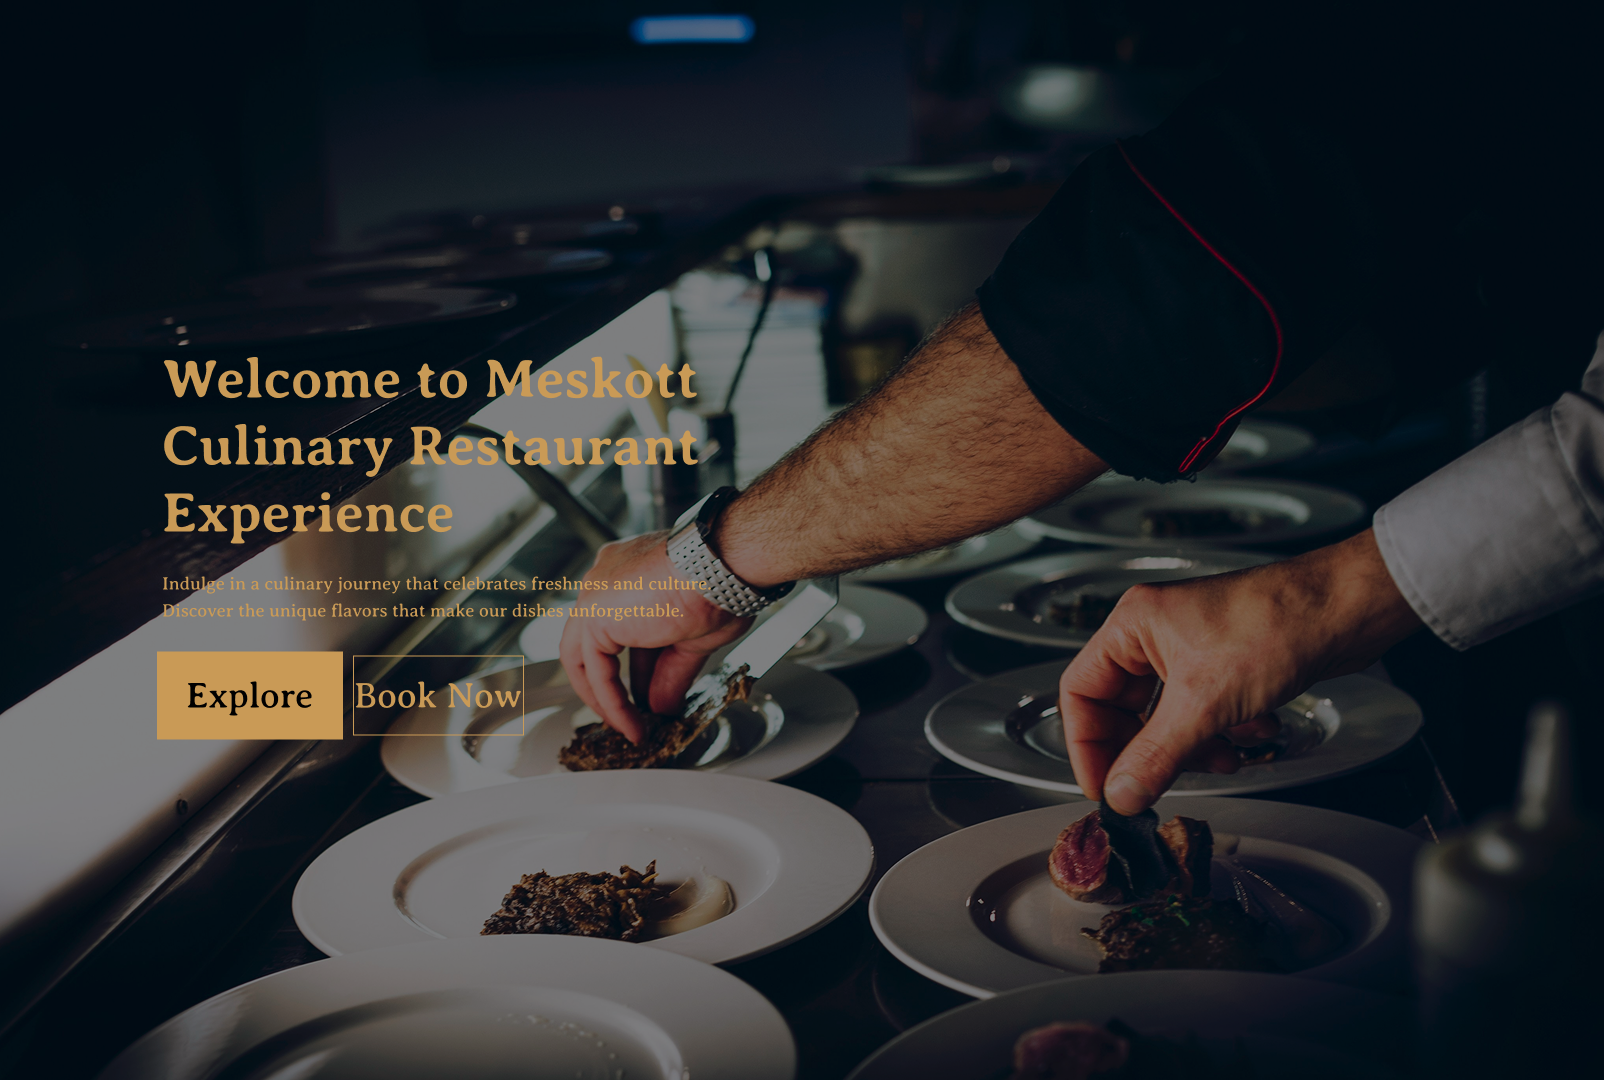 Welcome to Meskott
Culinary Restaurant
Experience
Indulge in a culinary journey that celebrates freshness and culture.
Discover the unique flavors that make our dishes unforgettable.
Explore
Book Now